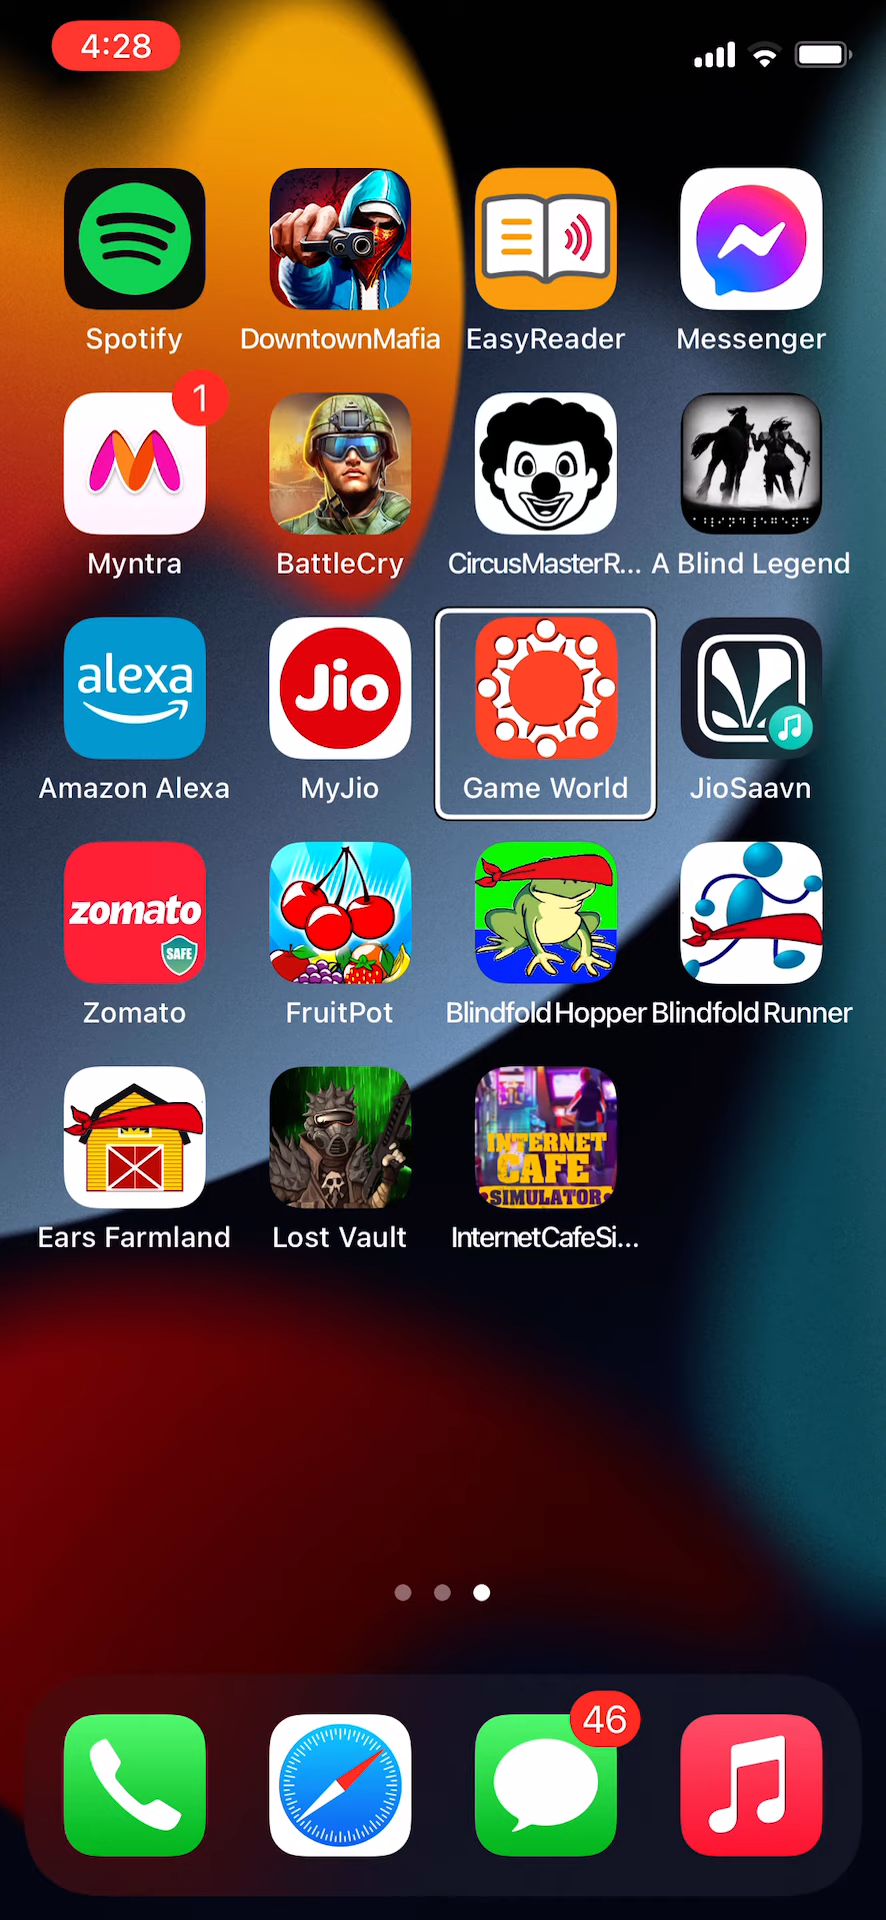 4:28
Spotify
DowntownMafia
EasyReader
Messenger
1
Myntra
BattleCry
CircusMasterR...
A Blind Legend
alexa
Jio
Amazon Alexa
MyJio
Game World
JioSaavn
zomato
SAFE
Zomato
FruitPot
Blindfold Hopper
Blindfold Runner
INTERNET
CAFE
SIMULATOR
Ears Farmland
Lost Vault
InternetCafeSi...
46